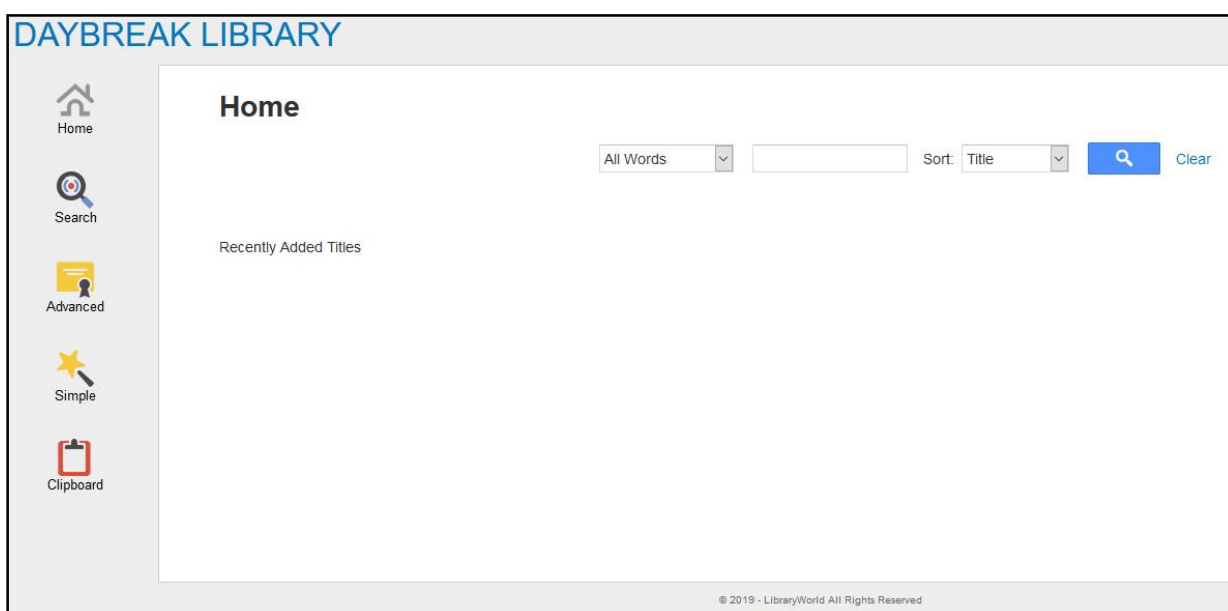 DAYBREAK LIBRARY
Home
Home
All Words
Sort: Title
Clear
Search
Recently Added Titles
Advanced
Simple
Clipboard
© 2019 - LibraryWorld All Rights Reserved